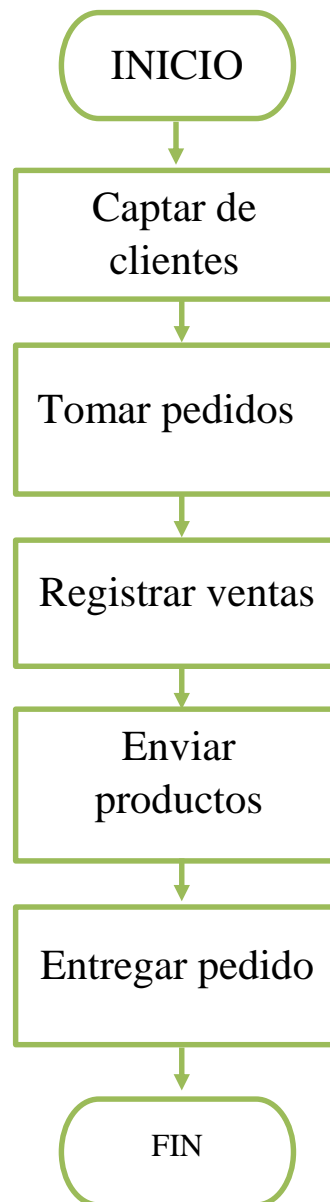 INICIO
Captar de
clientes
Tomar pedidos
Registrar ventas
Enviar
productos
Entregar pedido
FIN